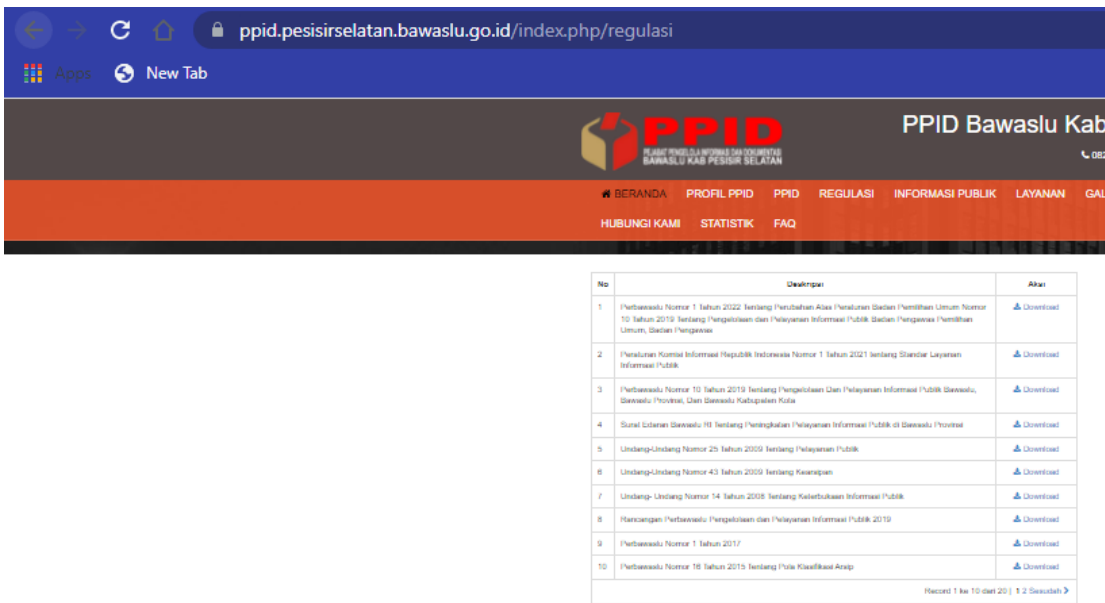 ppid.pesisirselatan.bawaslu.go.id/index.php/regulasi
Apps New Tab
PPID
PEJABAT PENGELOLA INFORMASI DAN DOKUMENTASI
BAWASLU KAB PESISIR SELATAN
PPID Bawaslu Kab
082
BERANDA PROFIL PPID PPID REGULASI INFORMASI PUBLIK LAYANAN GAL
HUBUNGI KAMI STATISTIK FAQ
No Deskripsi Aksi
1 Perbawaslu Nomor 1 Tahun 2022 Tentang Perubahan Atas Peraturan Badan Pemilihan Umum Nomor Download
10 Tahun 2019 Tentang Pengelolaan dan Pelayanan Informasi Publik Badan Pengawas Pemilihan
Umum, Badan Pengawas
2 Peraturan Komisi Informasi Republik Indonesia Nomor 1 Tahun 2021 tentang Standar Layanan Download
Informasi Publik
3 Perbawaslu Nomor 10 Tahun 2019 Tentang Pengelolaan Dan Pelayanan Informasi Publik Bawaslu, Download
Bawaslu Provinsi, Dan Bawaslu Kabupaten Kota
4 Surat Edaran Bawaslu RI Tentang Peningkatan Pelayanan Informasi Publik di Bawaslu Provinsi Download
5 Undang-Undang Nomor 25 Tahun 2009 Tentang Pelayanan Publik Download
6 Undang-Undang Nomor 43 Tahun 2009 Tentang Kearsipan Download
7 Undang- Undang Nomor 14 Tahun 2008 Tentang Keterbukaan Informasi Publik Download
8 Rancangan Perbawaslu Pengelolaan dan Pelayanan Informasi Publik 2019 Download
9 Perbawaslu Nomor 1 Tahun 2017 Download
10 Perbawaslu Nomor 16 Tahun 2015 Tentang Pola Klasifikasi Arsip Download
Record 1 ke 10 dari 20 | 1 2 Sesudah